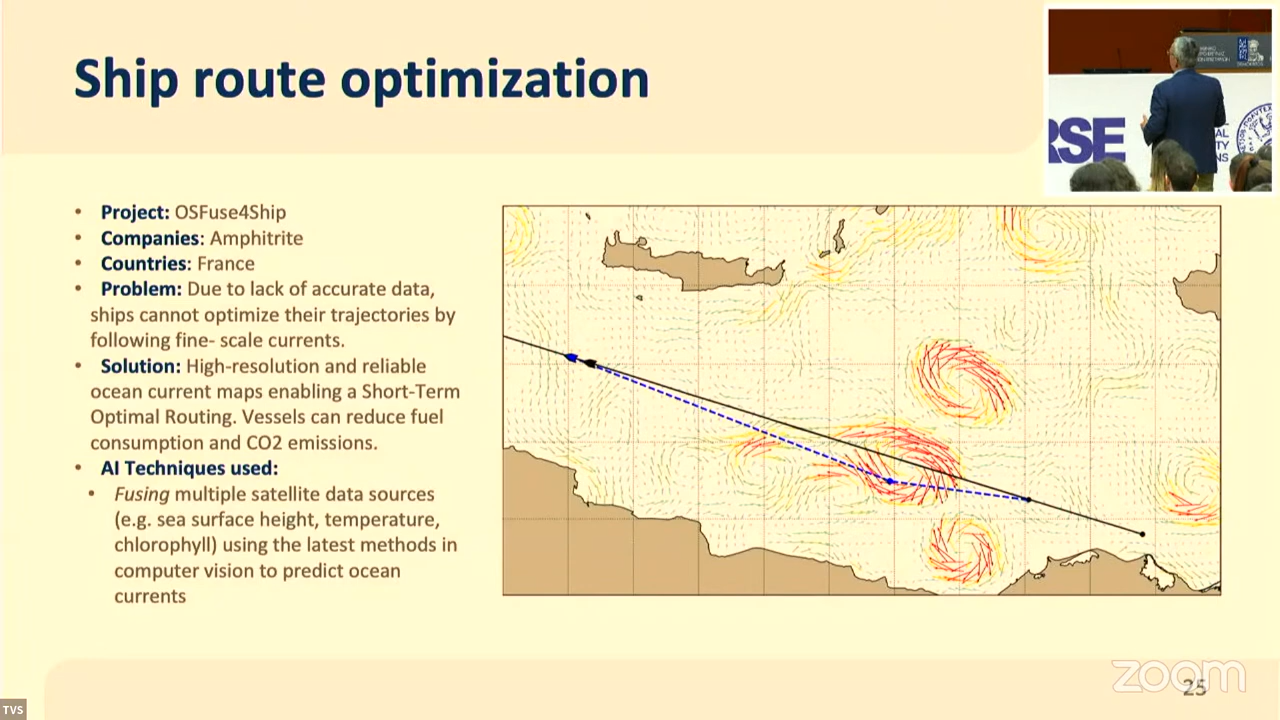 Ship route optimization
RSE
AL
TY
NS
• Project: OSFuse4Ship
• Companies: Amphitrite
• Countries: France
• Problem: Due to lack of accurate data,
ships cannot optimize their trajectories by
following fine- scale currents.
• Solution: High-resolution and reliable
ocean current maps enabling a Short-Term
Optimal Routing. Vessels can reduce fuel
consumption and CO2 emissions.
• AI Techniques used:
• Fusing multiple satellite data sources
(e.g. sea surface height, temperature,
chlorophyll) using the latest methods in
computer vision to predict ocean
currents
zoom
25
TVS